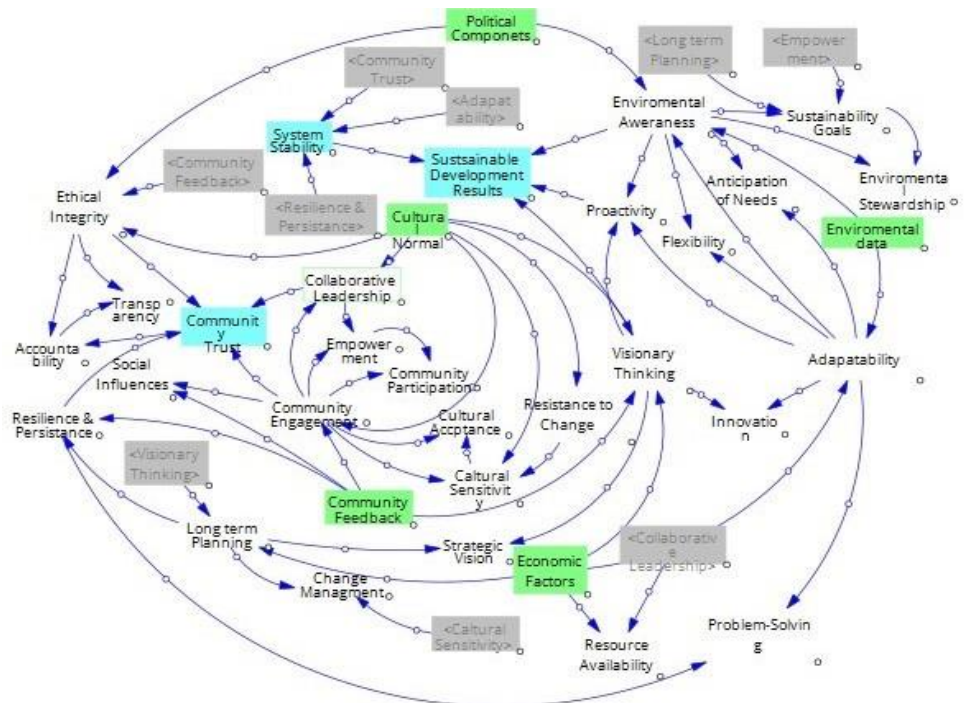 Political
Componets
<Long term
Planning>
<Empower
ment>
<Community
Trust>
<Adapat
ability>
Enviromental
Aweraness
Sustainability
Goals
System
Stability
Sustsainable
Development
Results
<Community
Feedback>
Ethical
Integrity
<Resilience &
Persistance>
Cultura
l
Normal
Proactivity
Anticipation
of Needs
Enviromenta
l
Stewardship
Flexibility
Enviromental
data
Collaborative
Leadership
Transp
arency
Communit
y
Trust
Accounta
bility
Empower
ment
Social
Influences
Community
Participation
Visionary
Thinking
Adapatability
Resilience &
Persistance
Community
Engagement
Cultural
Accptance
Resistance to
Change
Innovatio
n
<Visionary
Thinking>
Caltural
Sensitivit
y
Community
Feedback
Long term
Planning
Strategic
Vision
Economic
Factors
<Collaborativ
e
Leadership>
Change
Managment
<Caltural
Sensitivity>
Resource
Availability
Problem-Solvin
g